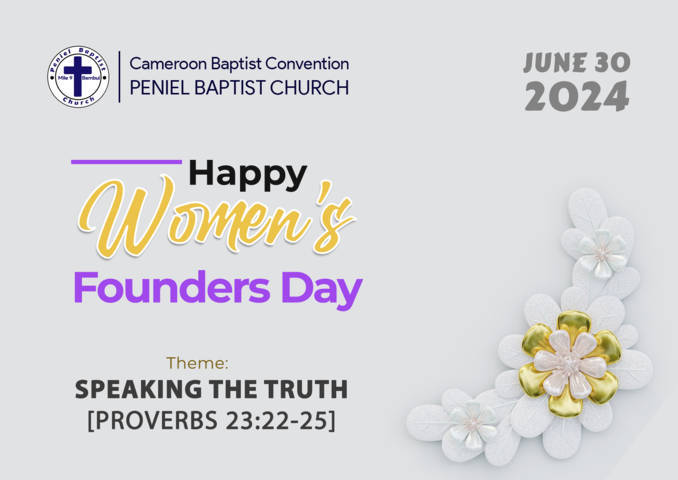 Peniel Baptist
Mile 9 Bambui
Church
Cameroon Baptist Convention
PENIEL BAPTIST CHURCH
JUNE 30
2024
Happy
Women's
Founders Day
Theme:
SPEAKING THE TRUTH
[PROVERBS 23:22-25]